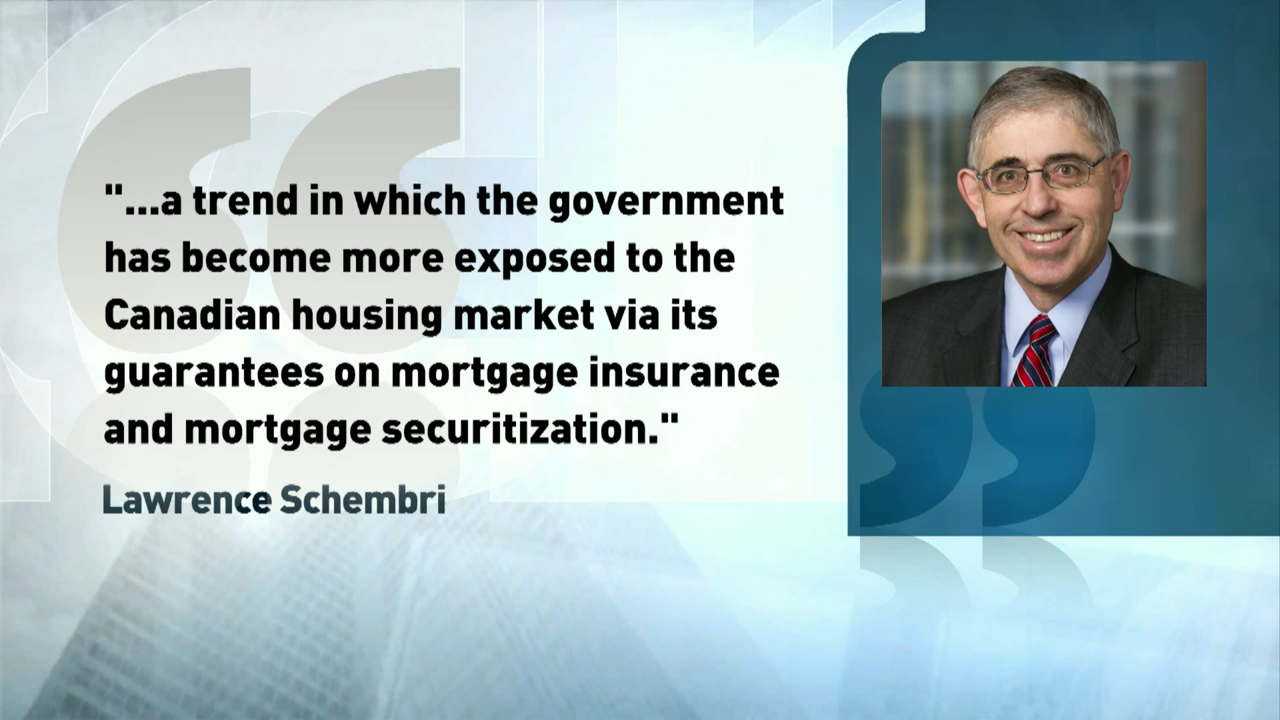 "...a trend in which the government
has become more exposed to the
Canadian housing market via its
guarantees on mortgage insurance
and mortgage securitization."
Lawrence Schembri